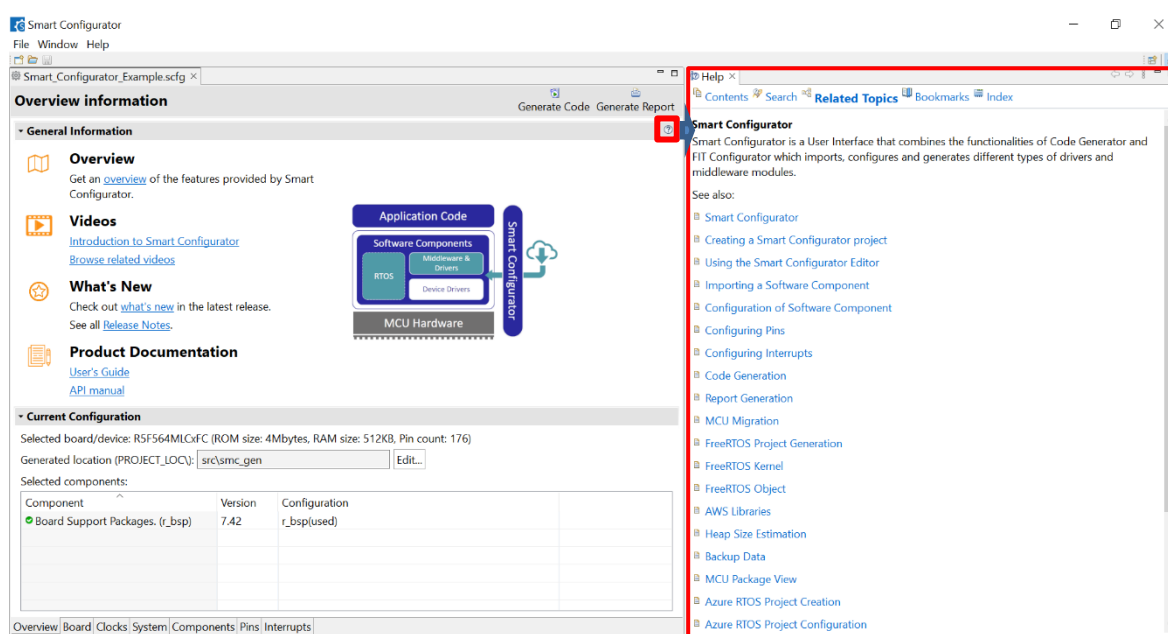 Smart Configurator
File Window Help
Smart_Configurator_Example.scfg
Overview information
Generate Code Generate Report
General Information
Overview
Get an overview of the features provided by Smart
Configurator.
Videos
Introduction to Smart Configurator
Browse related videos
What's New
Check out what's new in the latest release.
See all Release Notes.
Product Documentation
User's Guide
API manual
Application Code
Software Components
RTOS
Middleware &
Drivers
Device Drivers
MCU Hardware
Smart Configurator
Current Configuration
Selected board/device: R5F564MLCxFC (ROM size: 4Mbytes, RAM size: 512KB, Pin count: 176)
Generated location (PROJECT_LOC\): src\smc_gen Edit...
Selected components:
Component Version Configuration
Board Support Packages. (r_bsp) 7.42 r_bsp(used)
Overview Board Clocks System Components Pins Interrupts
Help
Contents Search Related Topics Bookmarks Index
Smart Configurator
Smart Configurator is a User Interface that combines the functionalities of Code Generator and
FIT Configurator which imports, configures and generates different types of drivers and
middleware modules.
See also:
Smart Configurator
Creating a Smart Configurator project
Using the Smart Configurator Editor
Importing a Software Component
Configuration of Software Component
Configuring Pins
Configuring Interrupts
Code Generation
Report Generation
MCU Migration
FreeRTOS Project Generation
FreeRTOS Kernel
FreeRTOS Object
AWS Libraries
Heap Size Estimation
Backup Data
MCU Package View
Azure RTOS Project Creation
Azure RTOS Project Configuration